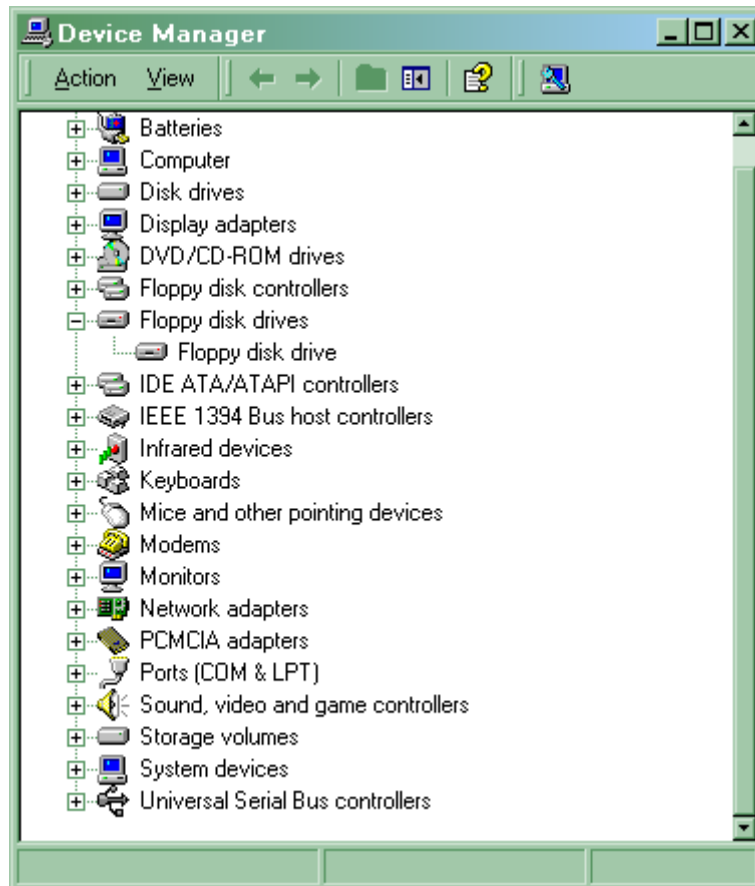 Device Manager
Action View
Batteries
Computer
Disk drives
Display adapters
DVD/CD-ROM drives
Floppy disk controllers
Floppy disk drives
Floppy disk drive
IDE ATA/ATAPI controllers
IEEE 1394 Bus host controllers
Infrared devices
Keyboards
Mice and other pointing devices
Modems
Monitors
Network adapters
PCMCIA adapters
Ports (COM & LPT)
Sound, video and game controllers
Storage volumes
System devices
Universal Serial Bus controllers